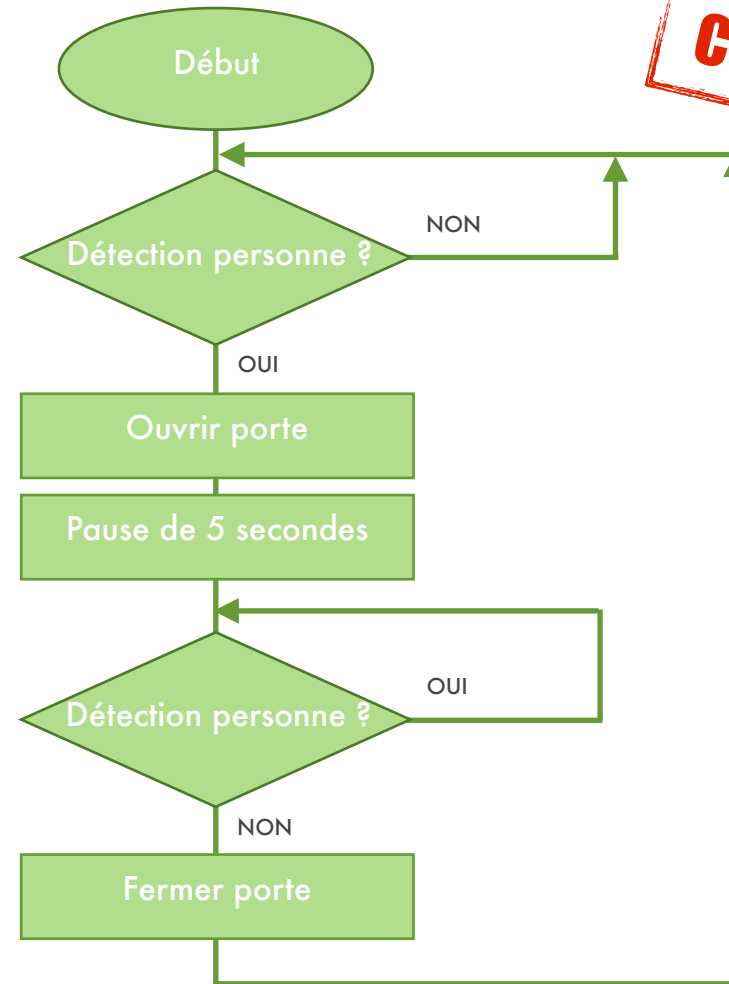 Début
C
Détection personne ?
NON
OUI
Ouvrir porte
Pause de 5 secondes
Détection personne ?
OUI
NON
Fermer porte